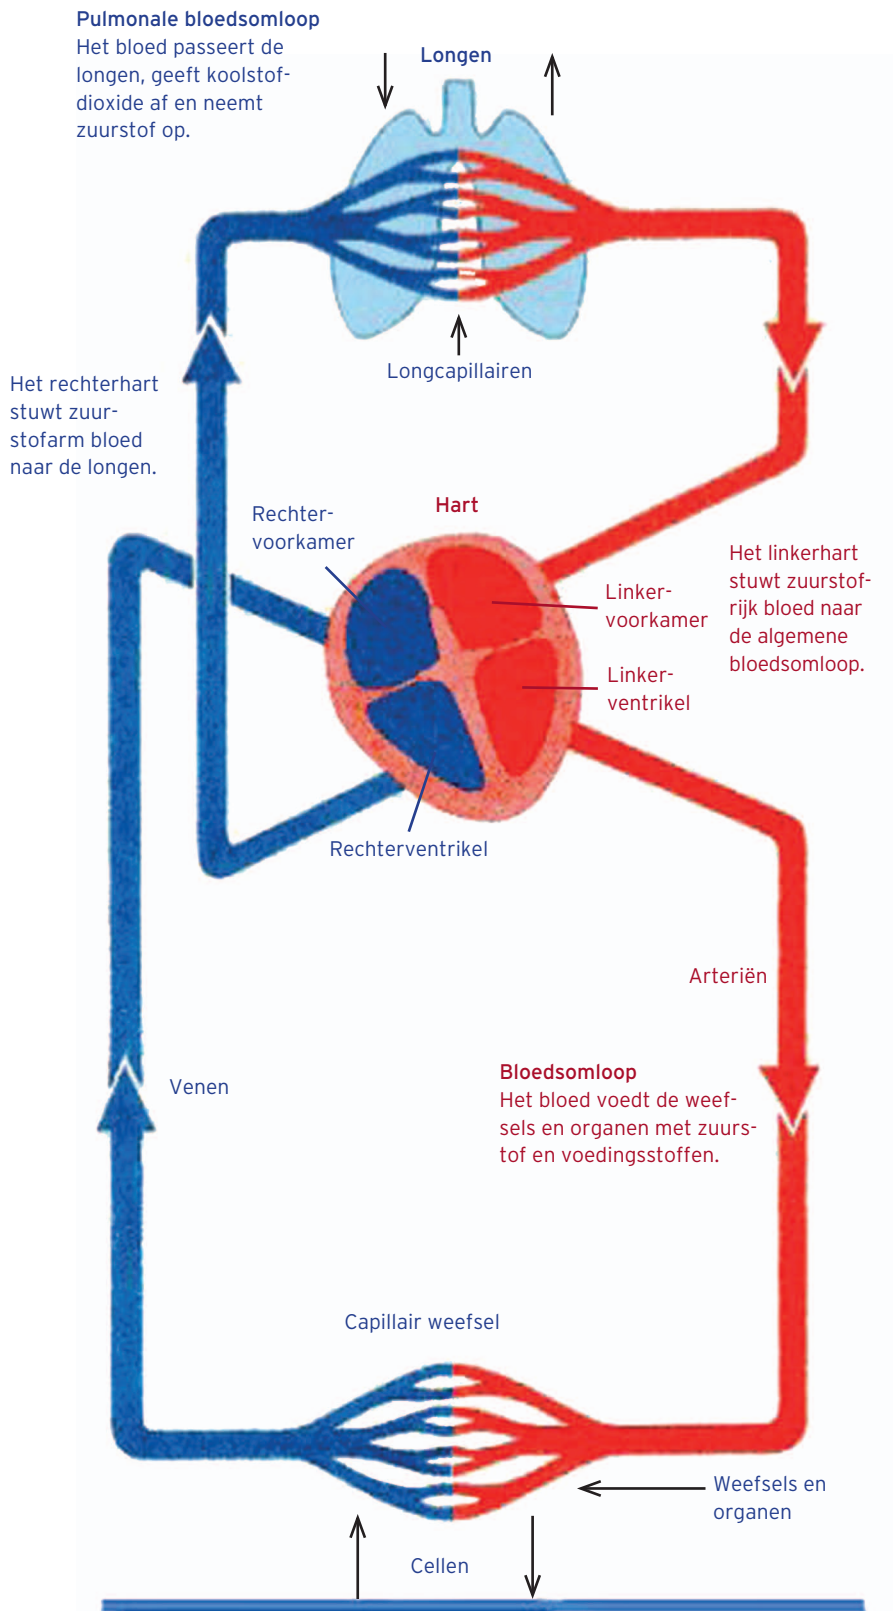 Pulmonale bloedsomloop
Het bloed passeert de
longen, geeft koolstof-
dioxide af en neemt
zuurstof op.
Longen
Longcapillairen
Het rechterhart
stuwt zuur-
stofarm bloed
naar de longen.
Hart
Rechter-
voorkamer
Linker-
voorkamer
Het linkerhart
stuwt zuurstof-
rijk bloed naar
de algemene
bloedsomloop.
Linker-
ventrikel
Rechterventrikel
Arteriën
Venen
Bloedsomloop
Het bloed voedt de weef-
sels en organen met zuurs-
tof en voedingsstoffen.
Capillair weefsel
Weefsels en
organen
Cellen